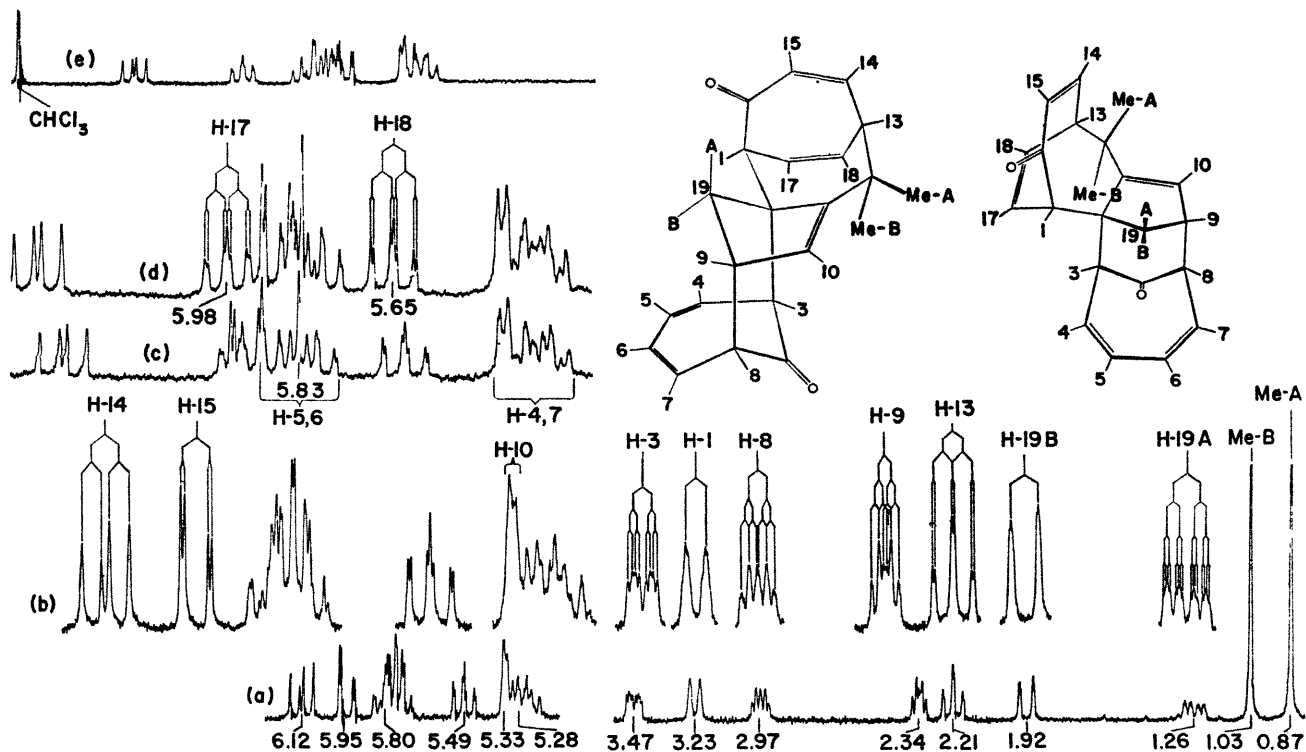 (e)
CHCl3
H-17
H-18
(d)
5.98
5.65
(c)
5.83
H-5,6
H-4,7
H-14
H-15
H-10
(b)
(a)
6.12 5.95 5.80 5.49 5.33 5.28
H-3
H-1
H-8
H-9
H-13
H-19B
H-19A
Me-B
Me-A
3.47 3.23 2.97 2.34 2.21 1.92 1.26 1.03 0.87
15
14
O
13
A
1
17
18
19
Me-A
B
Me-B
9
10
4
5
3
6
7
8
O
14
15
Me-A
13
18
O
10
Me-B
A
17
1
19
9
B
3
8
O
4
7
5
6